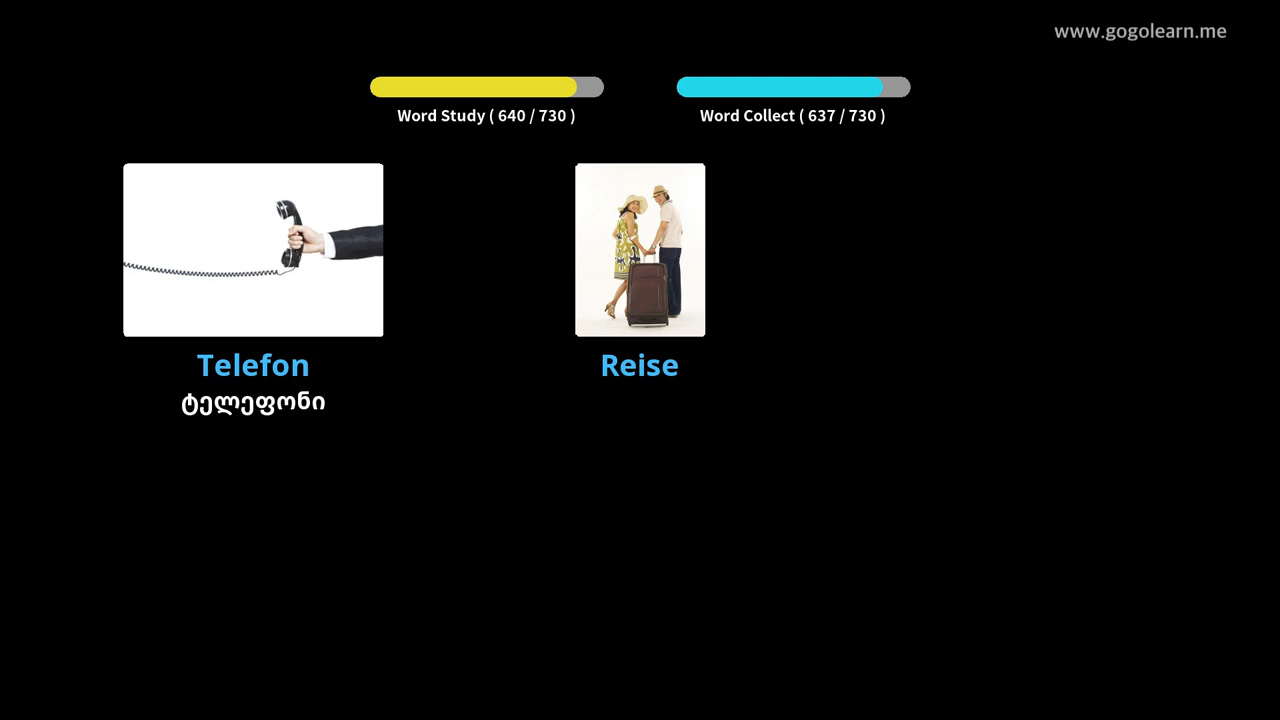 www.gogolearn.me
Word Study ( 640 / 730 )
Word Collect ( 637 / 730 )
Telefon
ტელეფონი
Reise